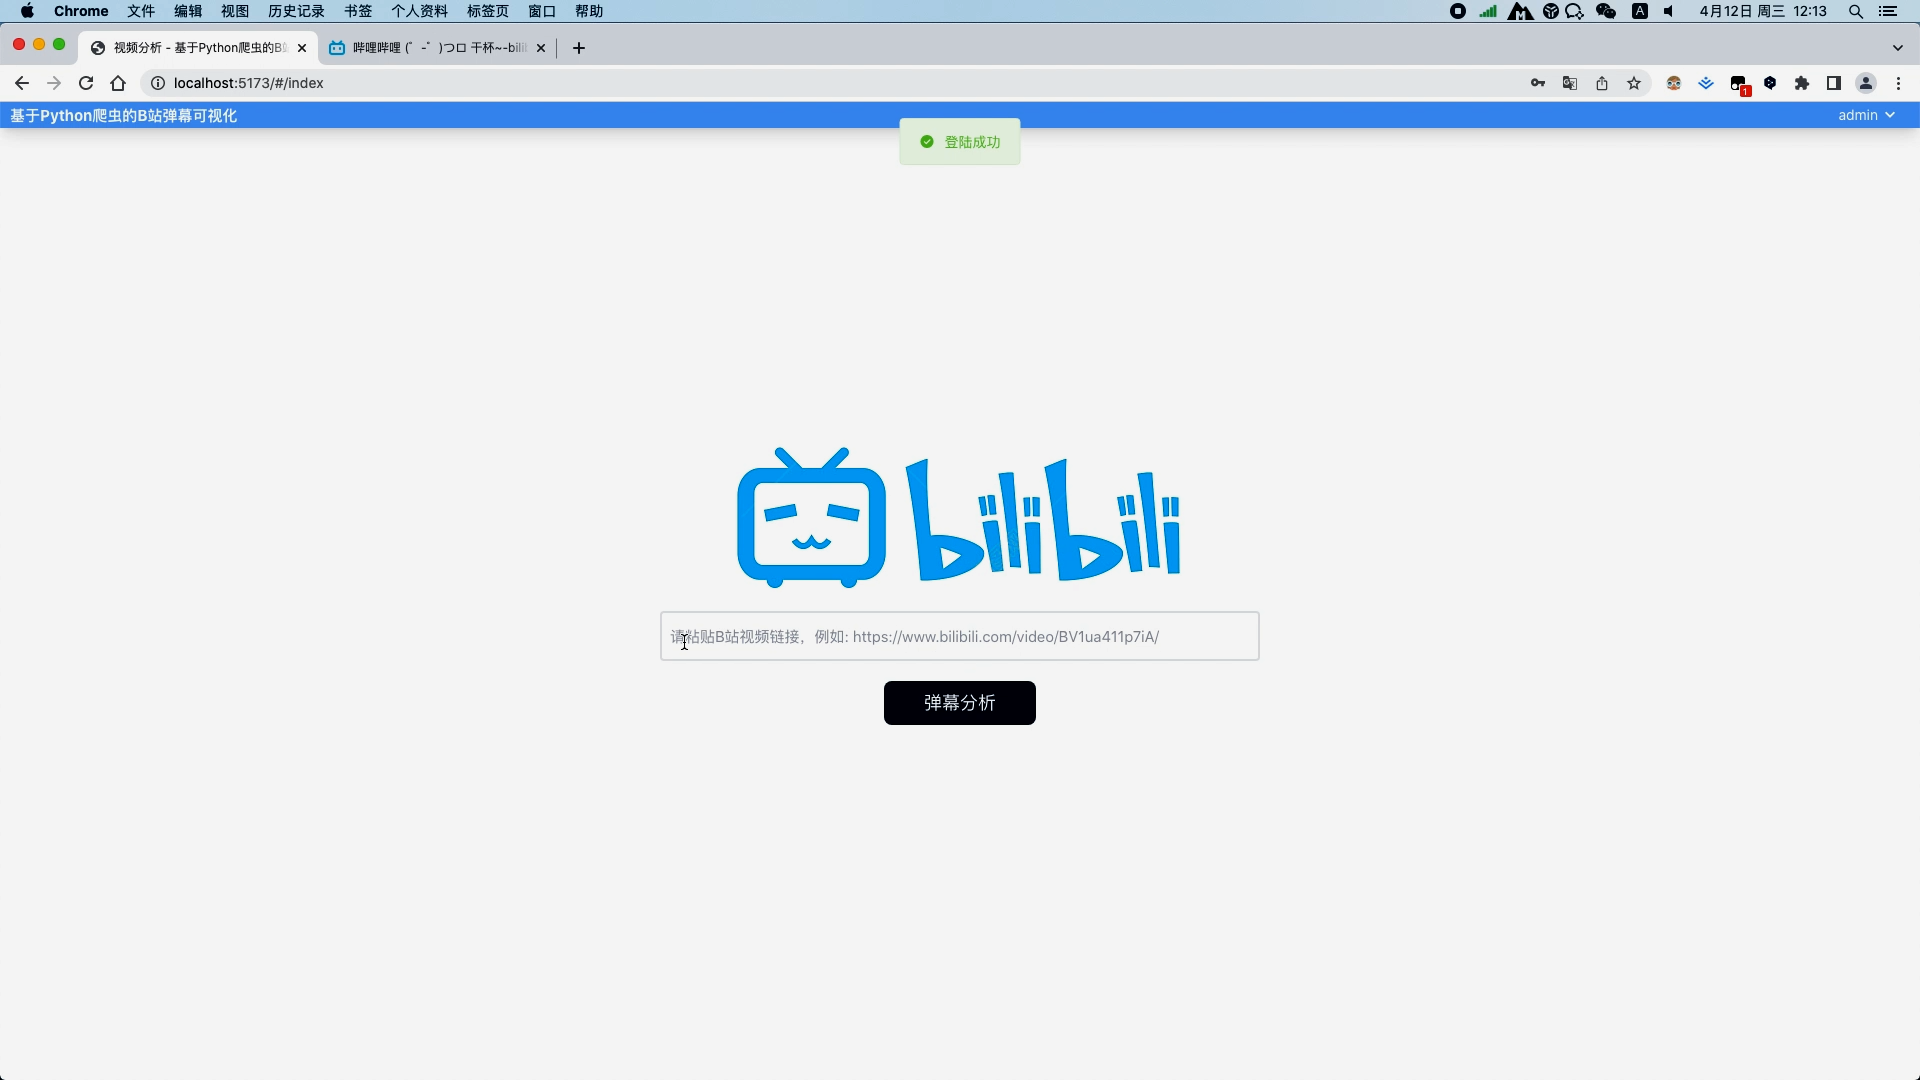 Chrome 文件 编辑 视图 历史记录 书签 个人资料 标签页 窗口 帮助 A 4月12日 周三 12:13
视频分析 - 基于Python爬虫的B站 哔哩哔哩 (゜-゜)つロ 干杯~-bili
localhost:5173/#/index 1
基于Python爬虫的B站弹幕可视化 admin
登陆成功
bilibili
请粘贴B站视频链接，例如: https://www.bilibili.com/video/BV1ua411p7iA/
弹幕分析